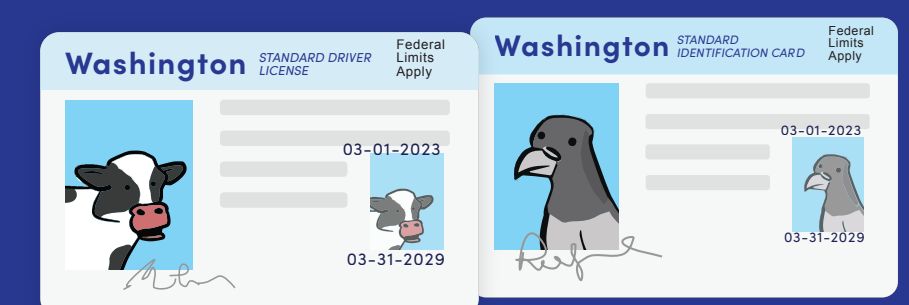 Washington
STANDARD DRIVER
LICENSE
Federal
Limits
Apply
03-01-2023
03-31-2029
Washington
STANDARD
IDENTIFICATION CARD
Federal
Limits
Apply
03-01-2023
03-31-2029